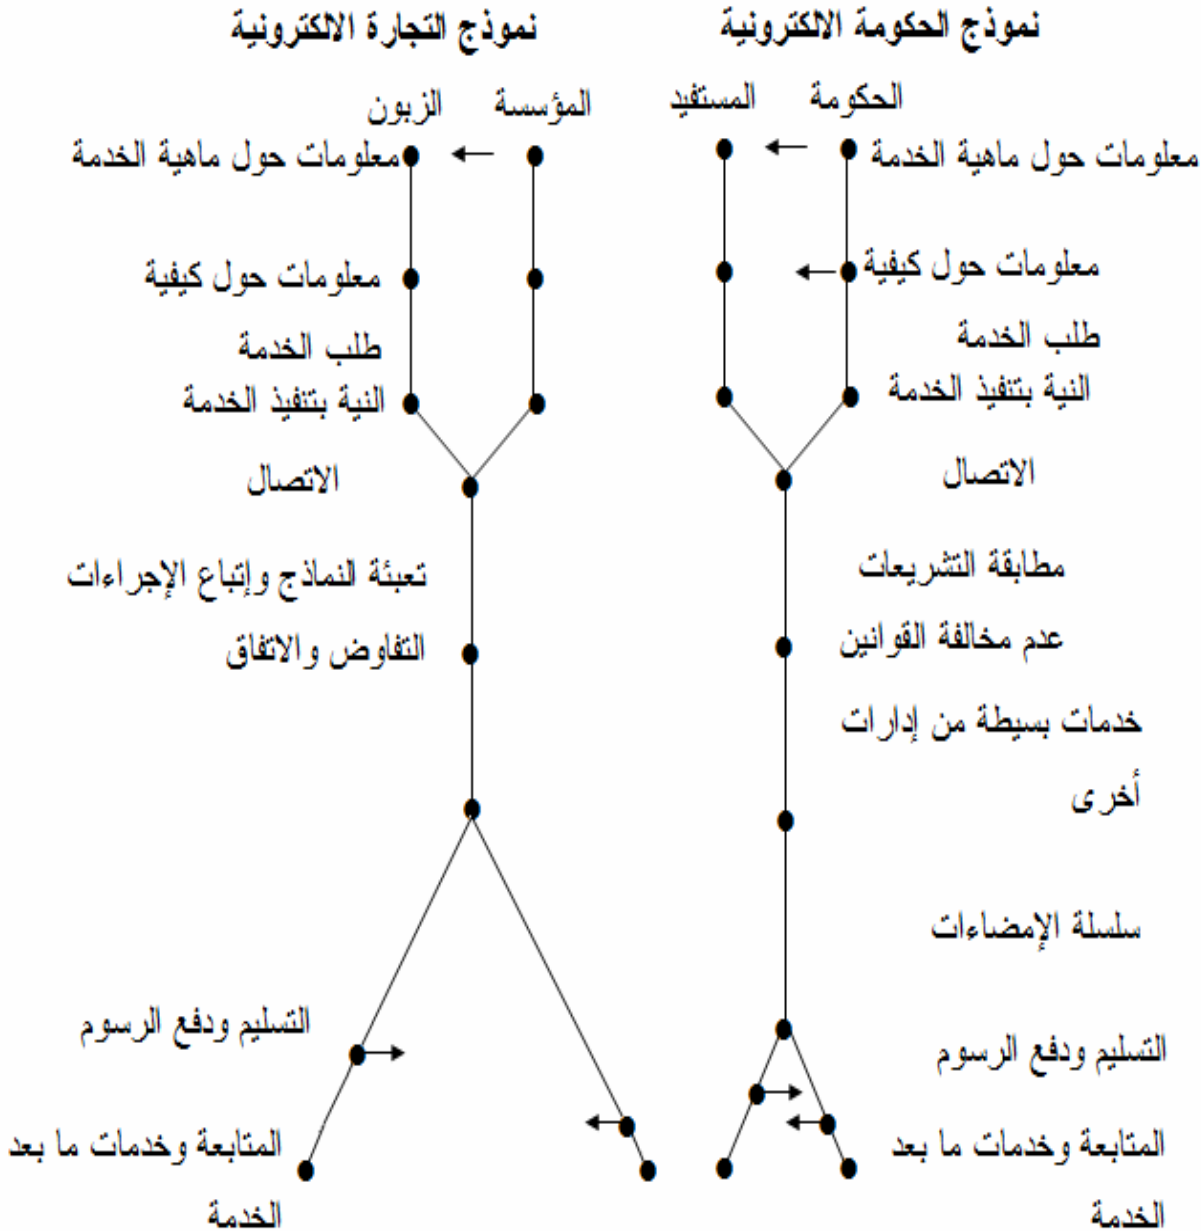 نموذج الحكومة الالكترونية
الحكومة
المستفيد
معلومات حول ماهية الخدمة
معلومات حول كيفية
طلب الخدمة
النية بتنفيذ الخدمة
الاتصال
مطابقة التشريعات
عدم مخالفة القوانين
خدمات بسيطة من إدارات
أخرى
سلسلة الإمضاءات
التسليم ودفع الرسوم
المتابعة وخدمات ما بعد
الخدمة
نموذج التجارة الالكترونية
المؤسسة
الزبون
معلومات حول ماهية الخدمة
معلومات حول كيفية
طلب الخدمة
النية بتنفيذ الخدمة
الاتصال
تعبئة النماذج وإتباع الإجراءات
التفاوض والاتفاق
التسليم ودفع الرسوم
المتابعة وخدمات ما بعد
الخدمة